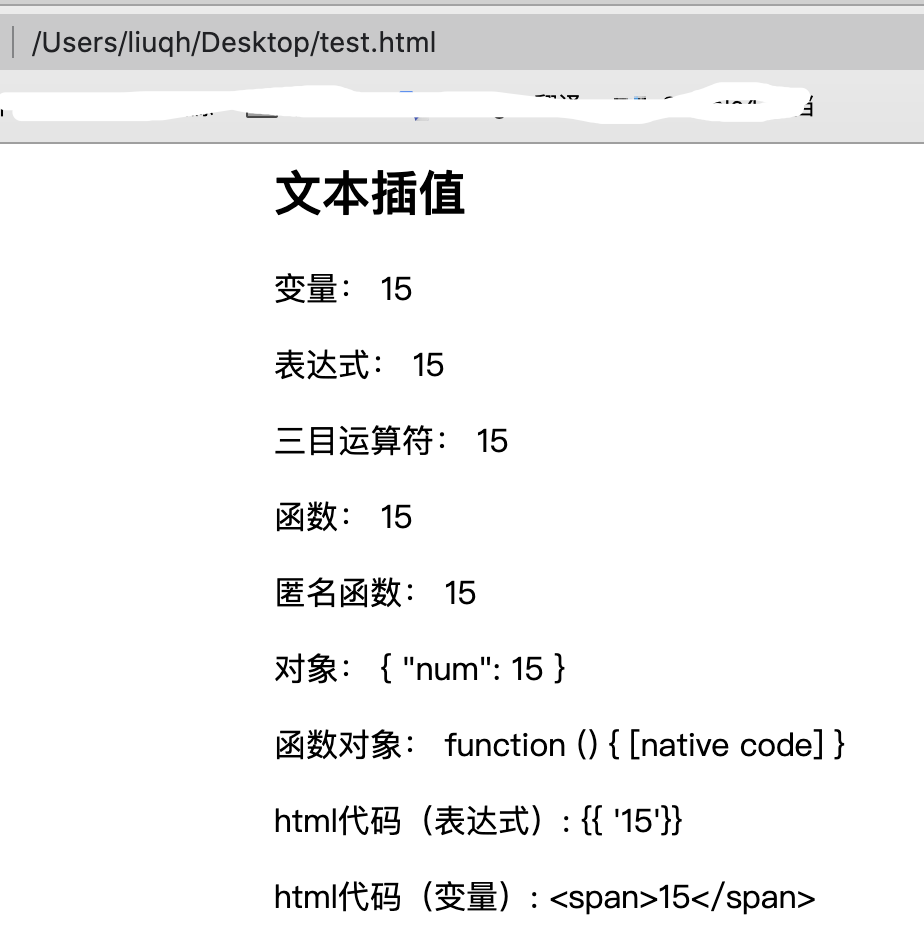 /Users/liuqh/Desktop/test.html
文本插值
变量： 15
表达式： 15
三目运算符： 15
函数： 15
匿名函数： 15
对象： { "num": 15 }
函数对象： function () { [native code] }
html代码（表达式）: {{ '15'}}
html代码（变量）: <span>15</span>